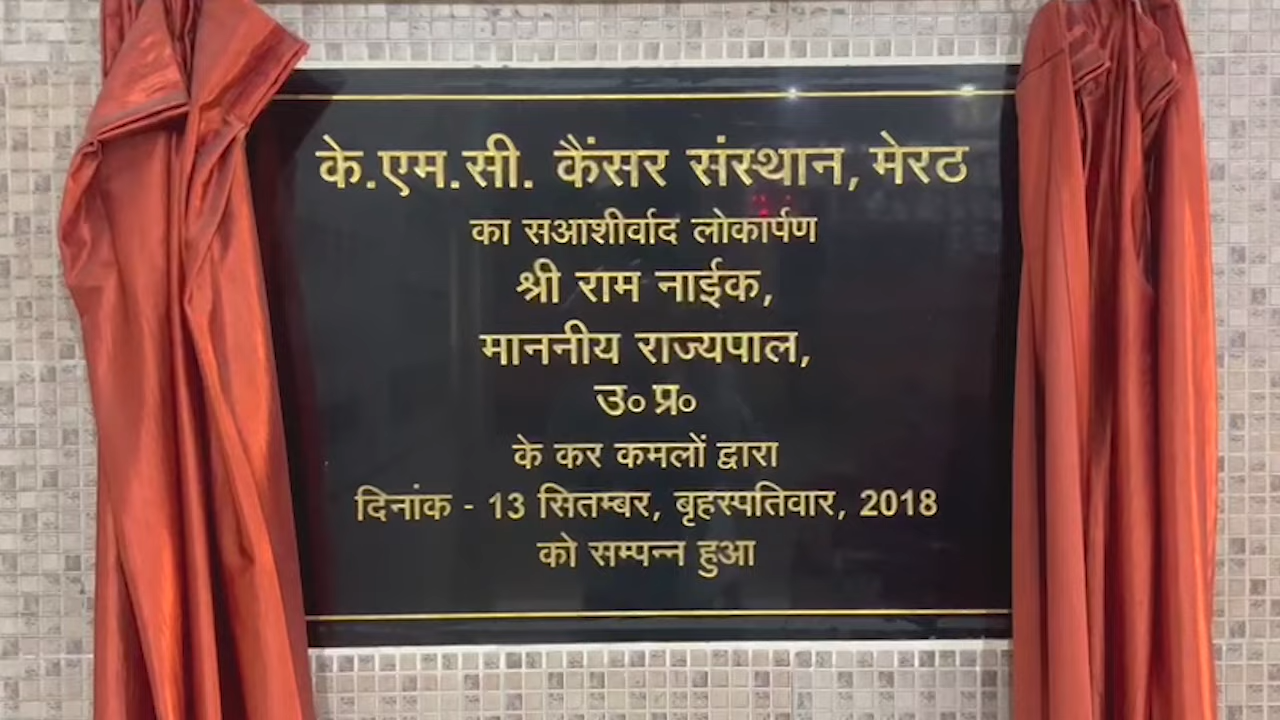 के.एम.सी. कैंसर संस्थान, मेरठ
का सआशीर्वाद लोकार्पण
श्री राम नाईक,
माननीय राज्यपाल,
उ० प्र०
के कर कमलों द्वारा
दिनांक - 13 सितम्बर, बृहस्पतिवार, 2018
को सम्पन्न हुआ